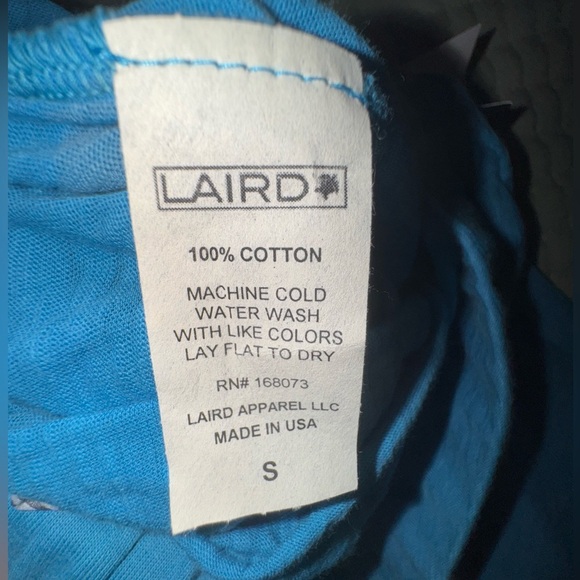 LAIRD
100% COTTON
MACHINE COLD
WATER WASH
WITH LIKE COLORS
LAY FLAT TO DRY
RN# 168073
LAIRD APPAREL LLC
MADE IN USA
S